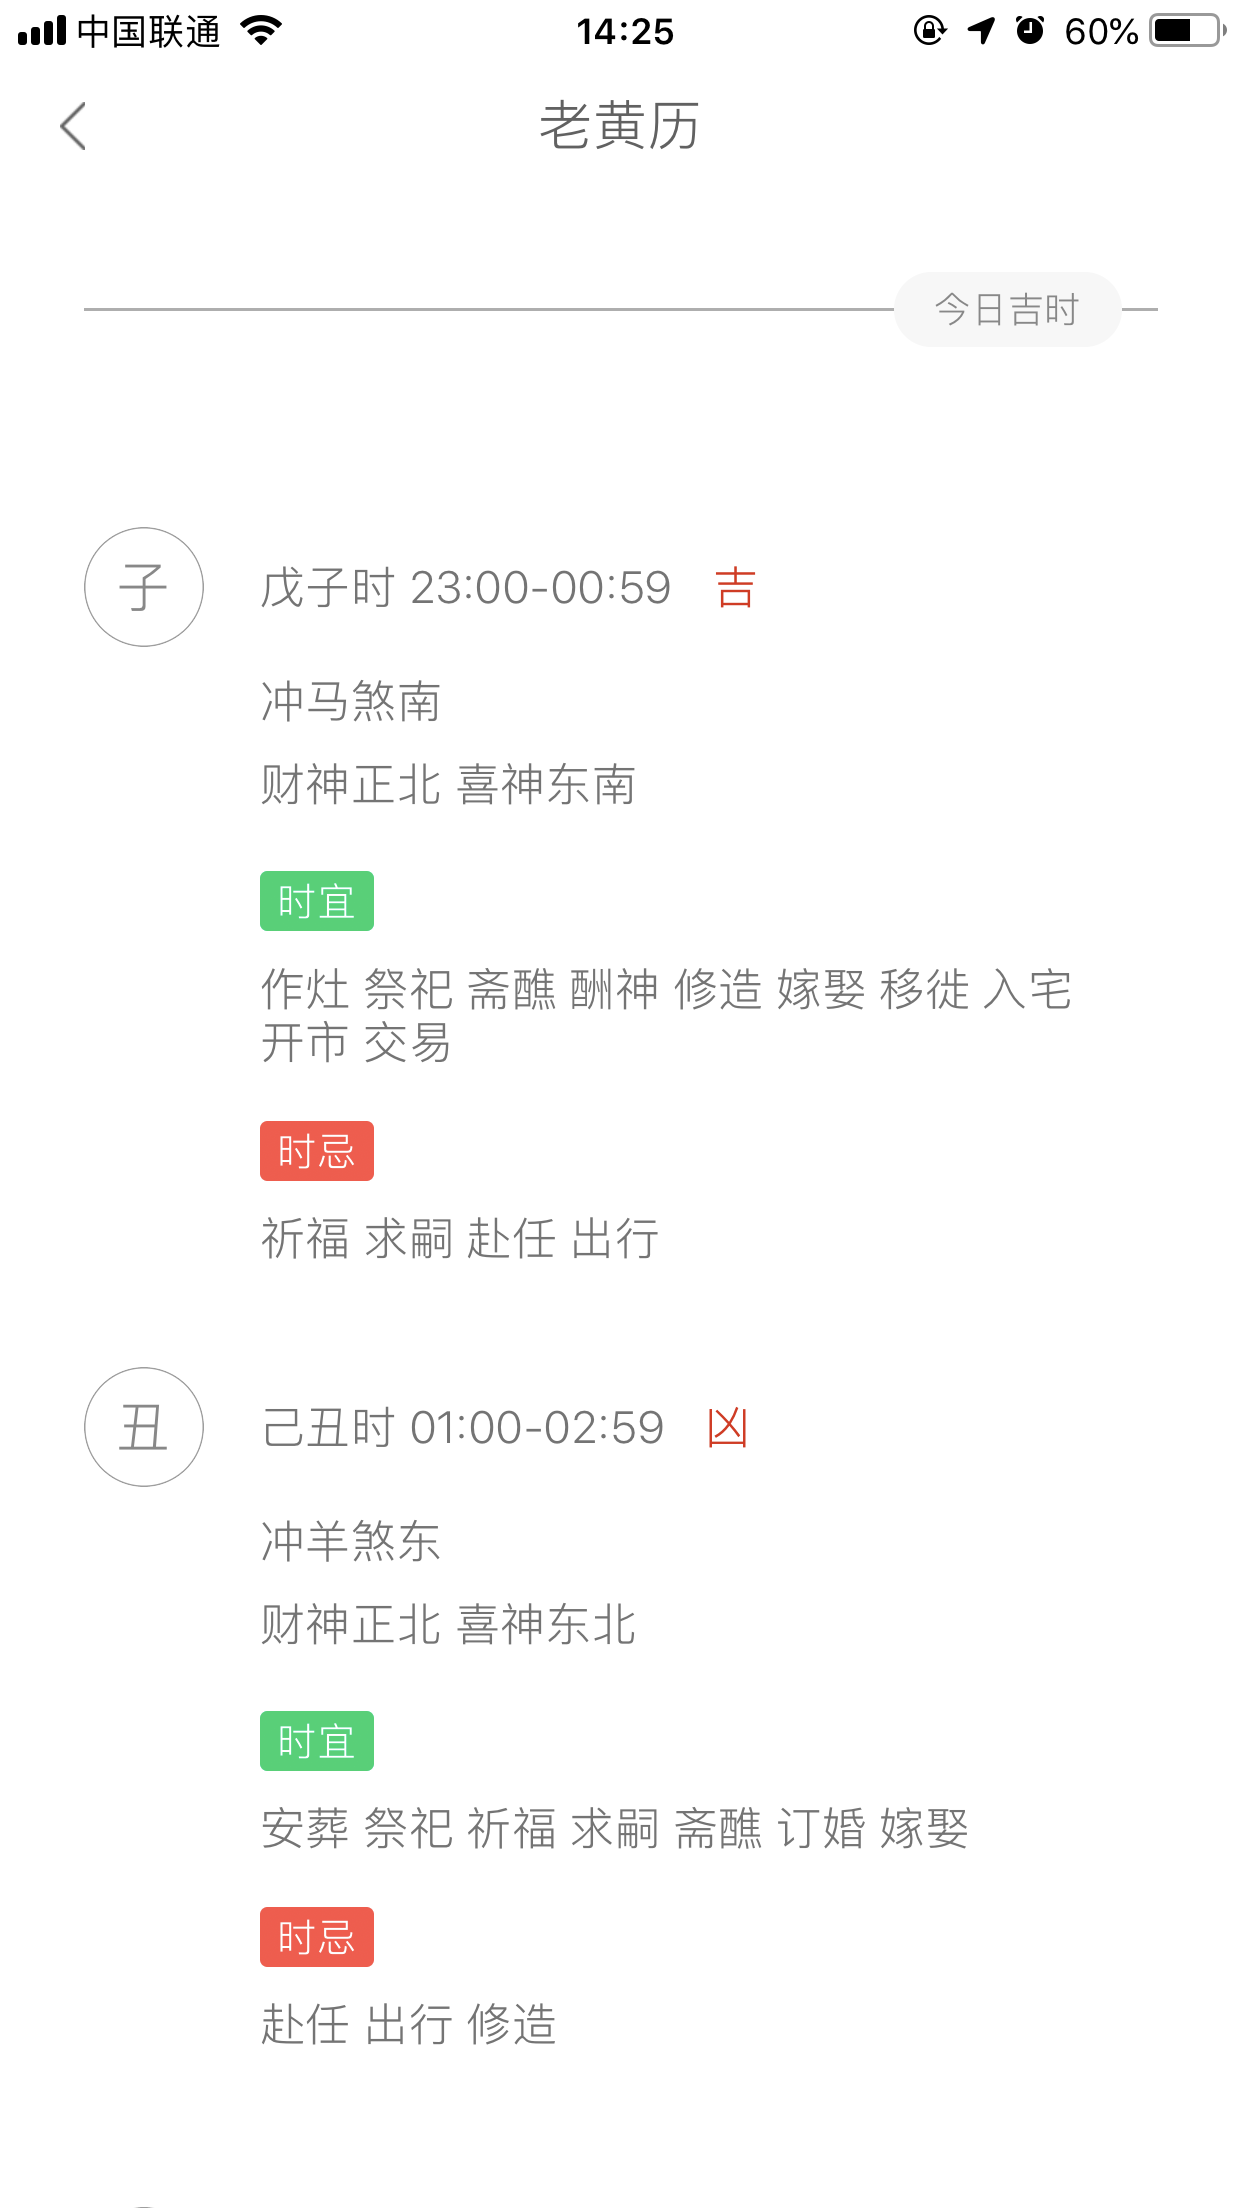 中国联通 14:25 60%
老黄历
今日吉时
子 戊子时 23:00-00:59 吉
冲马煞南
财神正北 喜神东南
时宜
作灶 祭祀 斋醮 酬神 修造 嫁娶 移徙 入宅
开市 交易
时忌
祈福 求嗣 赴任 出行
丑 己丑时 01:00-02:59 凶
冲羊煞东
财神正北 喜神东北
时宜
安葬 祭祀 祈福 求嗣 斋醮 订婚 嫁娶
时忌
赴任 出行 修造